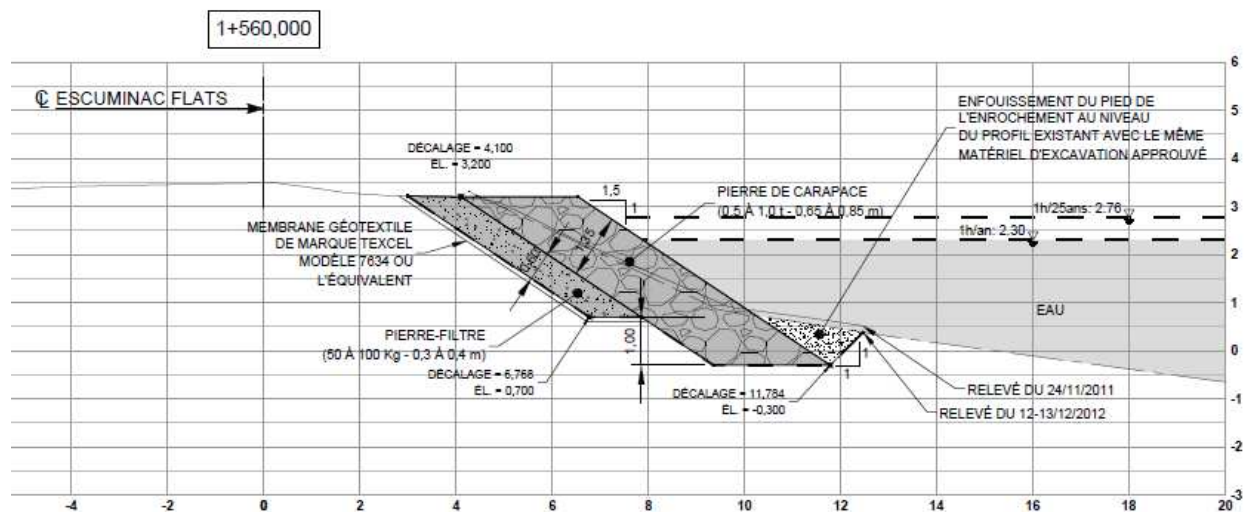 1+560,000
℄ ESCUMINAC FLATS
DÉCALAGE = 4,100
ÉL. = 3,200
1,5
1
PIERRE DE CARAPACE
(0,5 À 1,0 t - 0,65 À 0,85 m)
ENFOUISSEMENT DU PIED DE
L'ENROCHEMENT AU NIVEAU
DU PROFIL EXISTANT AVEC LE MÊME
MATÉRIEL D'EXCAVATION APPROUVÉ
1h/25ans: 2.76
1h/an: 2.30
MEMBRANE GÉOTEXTILE
DE MARQUE TEXCEL
MODÈLE 7634 OU
L'ÉQUIVALENT
EAU
PIERRE-FILTRE
(50 À 100 Kg - 0,3 À 0,4 m)
1,00
DÉCALAGE = 6,768
ÉL. = 0,700
DÉCALAGE = 11,784
ÉL. = -0,300
1
1
RELEVÉ DU 24/11/2011
RELEVÉ DU 12-13/12/2012
6
5
4
3
2
1
0
-1
-2
-3
-4
-2
0
2
4
6
8
10
12
14
16
18
20